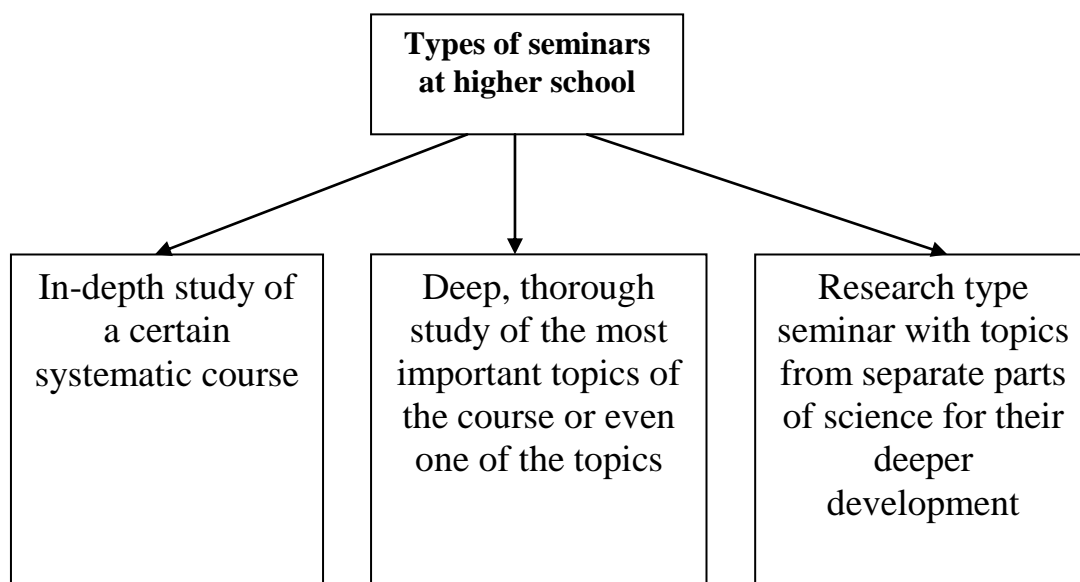 Types of seminars
at higher school
In-depth study of
a certain
systematic course
Deep, thorough
study of the most
important topics of
the course or even
one of the topics
Research type
seminar with topics
from separate parts
of science for their
deeper
development